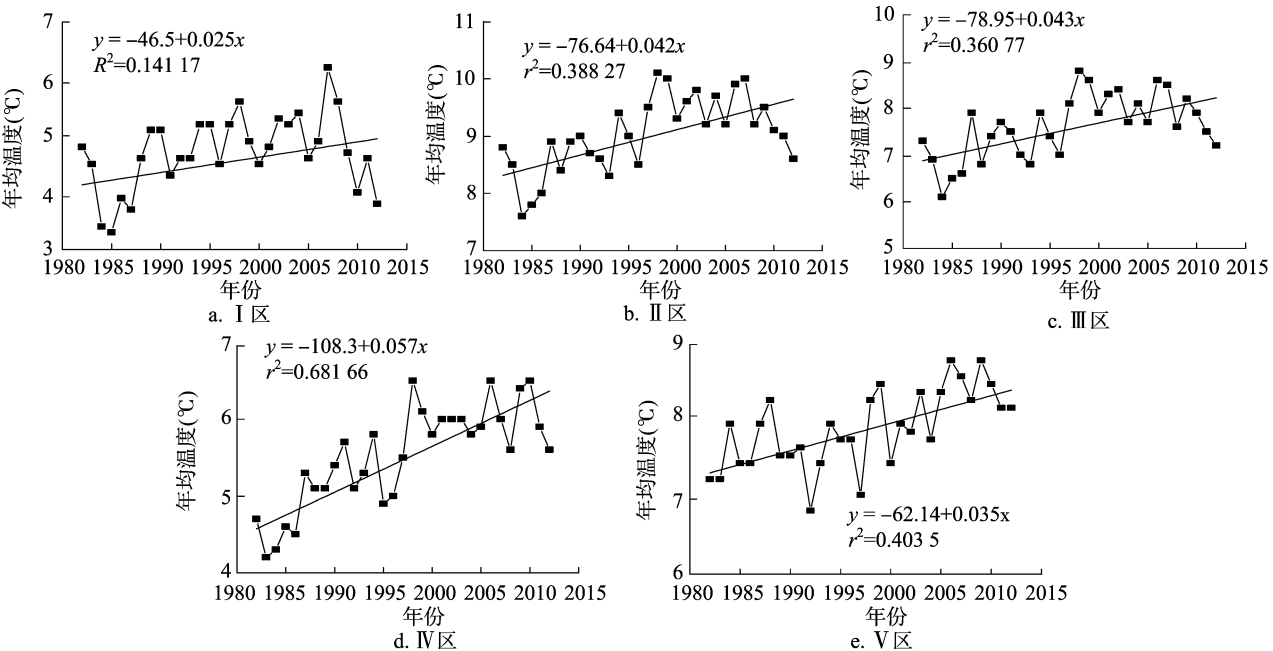 7
6
5
4
3
年均温度(℃)
y = −46.5+0.025x
R²=0.141 17
1980 1985 1990 1995 2000 2005 2010 2015
年份
a. Ⅰ区
11
10
9
8
7
年均温度(℃)
y = −76.64+0.042x
r²=0.388 27
1980 1985 1990 1995 2000 2005 2010 2015
年份
b. Ⅱ区
10
9
8
7
6
5
年均温度(℃)
y = −78.95+0.043x
r²=0.360 77
1980 1985 1990 1995 2000 2005 2010 2015
年份
c. Ⅲ区
7
6
5
4
年均温度(℃)
y = −108.3+0.057x
r²=0.681 66
1980 1985 1990 1995 2000 2005 2010 2015
年份
d. Ⅳ区
9
8
7
6
年均温度(℃)
y = −62.14+0.035x
r²=0.403 5
1980 1985 1990 1995 2000 2005 2010 2015
年份
e. Ⅴ区